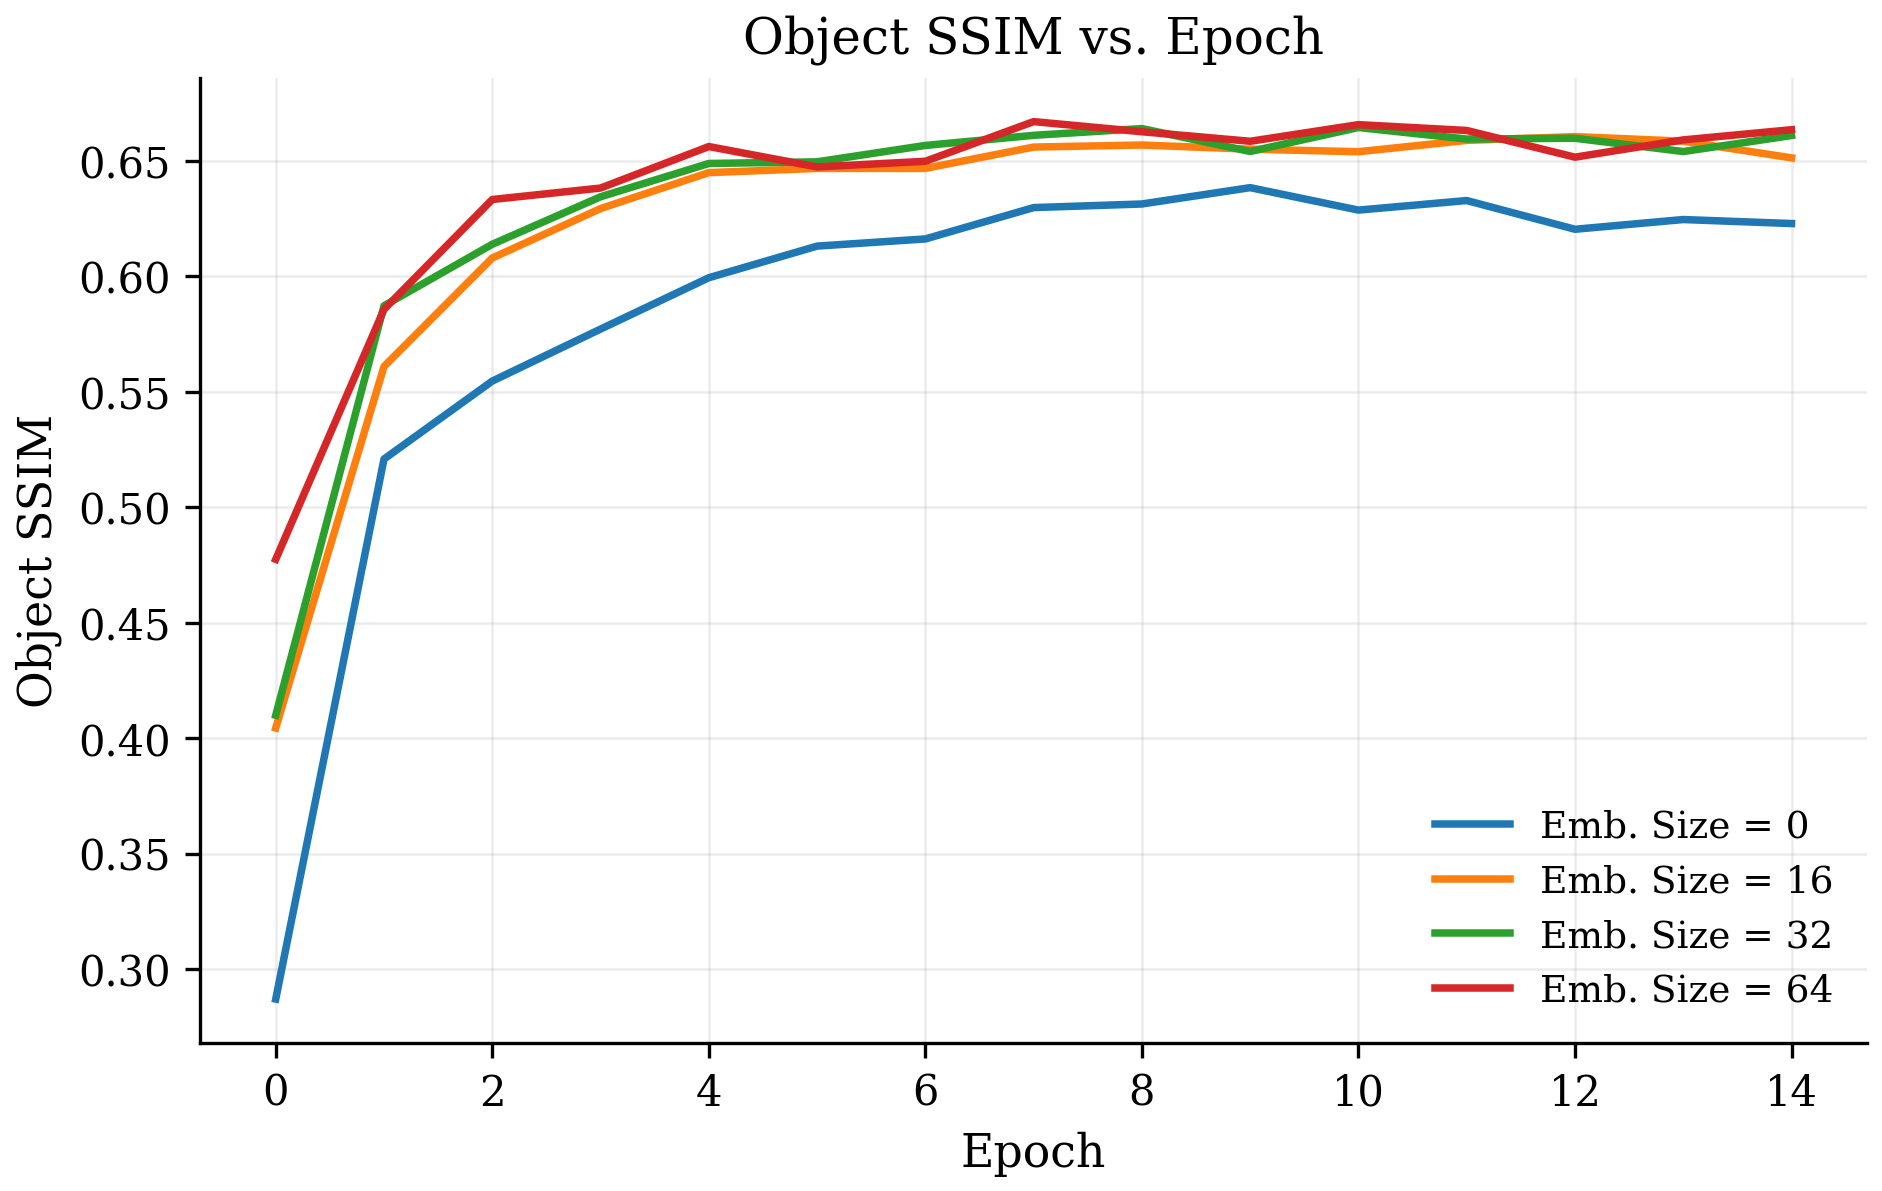 Object SSIM vs. Epoch
Object SSIM
0.65
0.60
0.55
0.50
0.45
0.40
0.35
0.30
Emb. Size = 0
Emb. Size = 16
Emb. Size = 32
Emb. Size = 64
0 2 4 6 8 10 12 14
Epoch